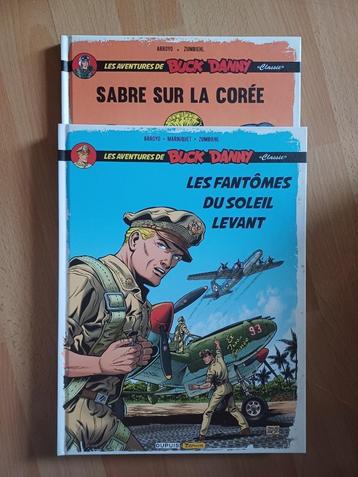 ARROYO • ZUMBIEHL
LES AVENTURES DE BUCK DANNY "Classic"
SABRE SUR LA CORÉE
ARROYO • MARNIQUET • ZUMBIEHL
LES AVENTURES DE BUCK DANNY "Classic"
LES FANTÔMES
DU SOLEIL
LEVANT
93
DUPUIS Zéphyr